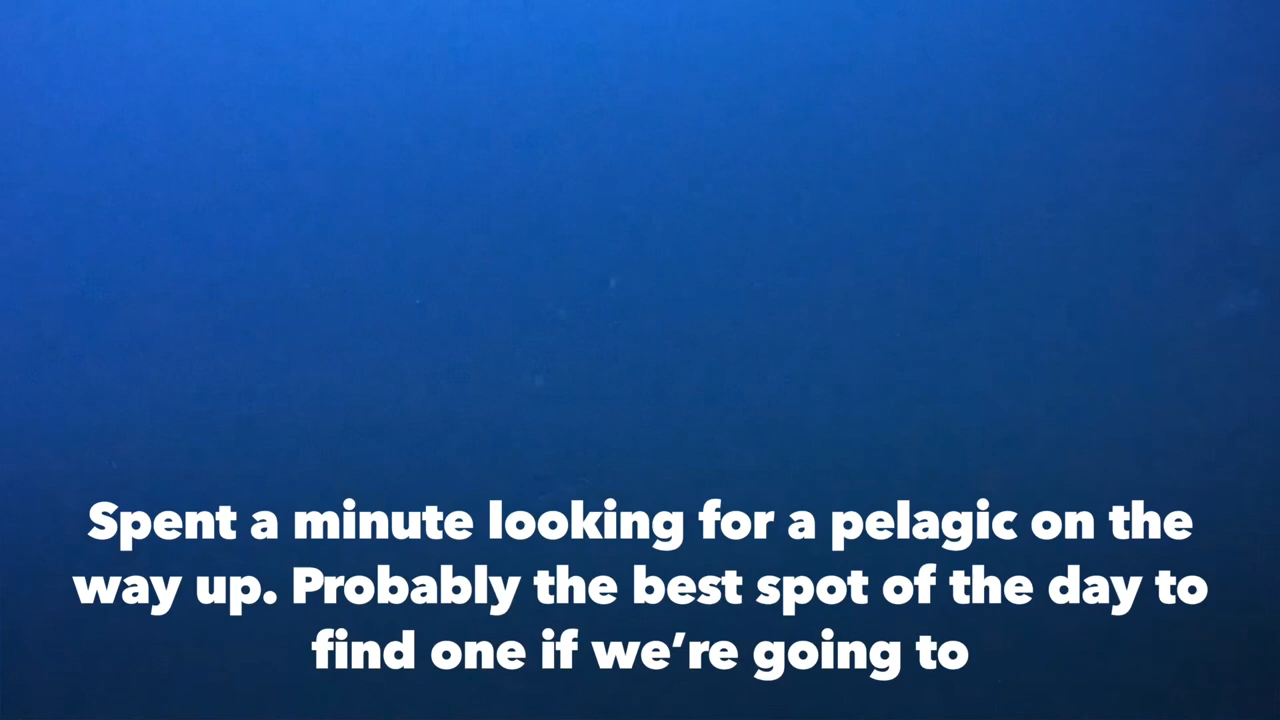 Spent a minute looking for a pelagic on the
way up. Probably the best spot of the day to
find one if we’re going to